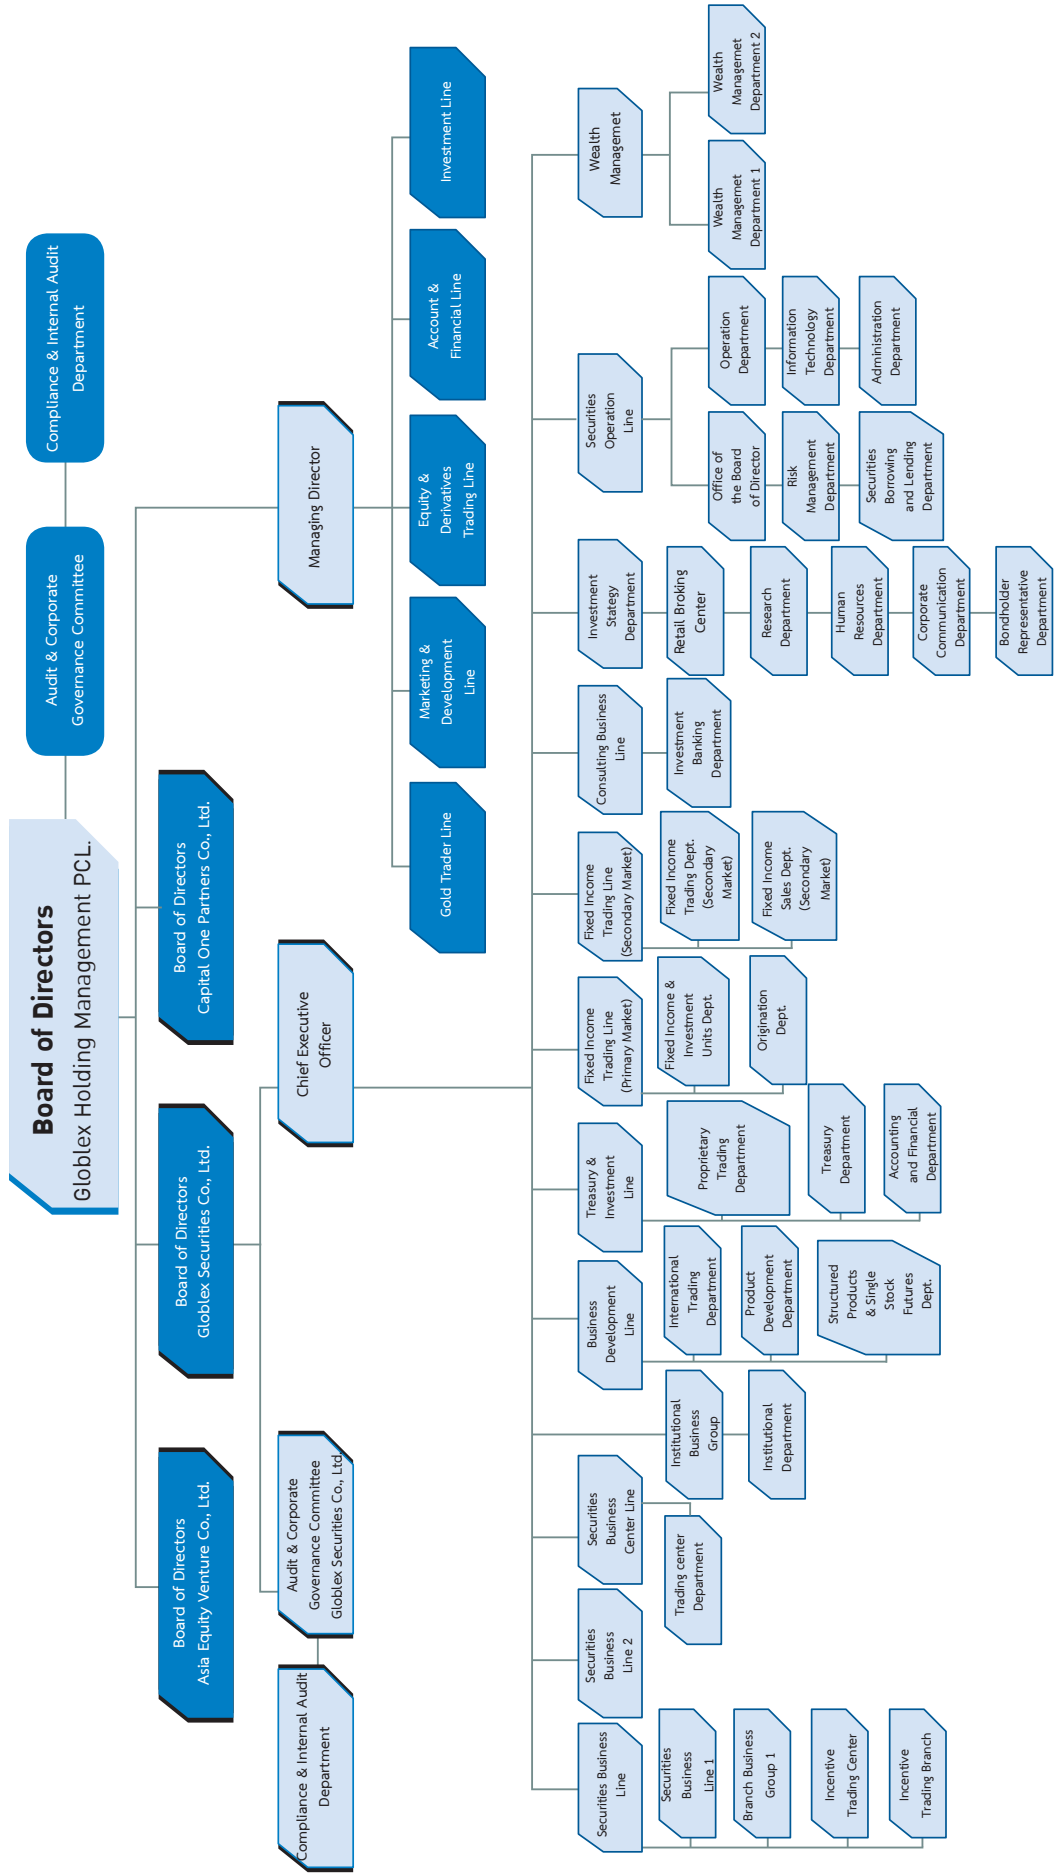 Board of Directors
Globlex Holding Management PCL.
Audit & Corporate
Governance Committee
Compliance & Internal Audit
Department
Board of Directors
Asia Equity Venture Co., Ltd.
Board of Directors
Globlex Securities Co., Ltd.
Board of Directors
Capital One Partners Co., Ltd.
Compliance & Internal Audit
Department
Audit & Corporate
Governance Committee
Globlex Securities Co., Ltd.
Chief Executive
Officer
Managing Director
Gold Trader Line
Marketing &
Development
Line
Equity &
Derivatives
Trading Line
Account &
Financial Line
Investment Line
Securities Business
Line
Securities
Business
Line 1
Branch Business
Group 1
Incentive
Trading Center
Incentive
Trading Branch
Securities
Business
Line 2
Securities
Business
Center Line
Trading center
Department
Institutional
Business
Group
Institutional
Department
Business
Development
Line
International
Trading
Department
Product
Development
Department
Structured
Products
& Single
Stock
Futures
Dept.
Treasury &
Investment
Line
Proprietary
Trading
Department
Treasury
Department
Accounting
and Financial
Department
Fixed Income
Trading Line
(Primary Market)
Fixed Income &
Investment
Units Dept.
Origination
Dept.
Fixed Income
Trading Line
(Secondary Market)
Fixed Income
Trading Dept.
(Secondary
Market)
Fixed Income
Sales Dept.
(Secondary
Market)
Consulting Business
Line
Investment
Banking
Department
Investment
Stategy
Department
Retail Broking
Center
Research
Department
Human
Resources
Department
Corporate
Communication
Department
Bondholder
Representative
Department
Securities
Operation
Line
Office of
the Board
of Director
Risk
Management
Department
Securities
Borrowing
and Lending
Department
Operation
Department
Information
Technology
Department
Administration
Department
Wealth
Managemet
Wealth
Managemet
Department 1
Wealth
Managemet
Department 2